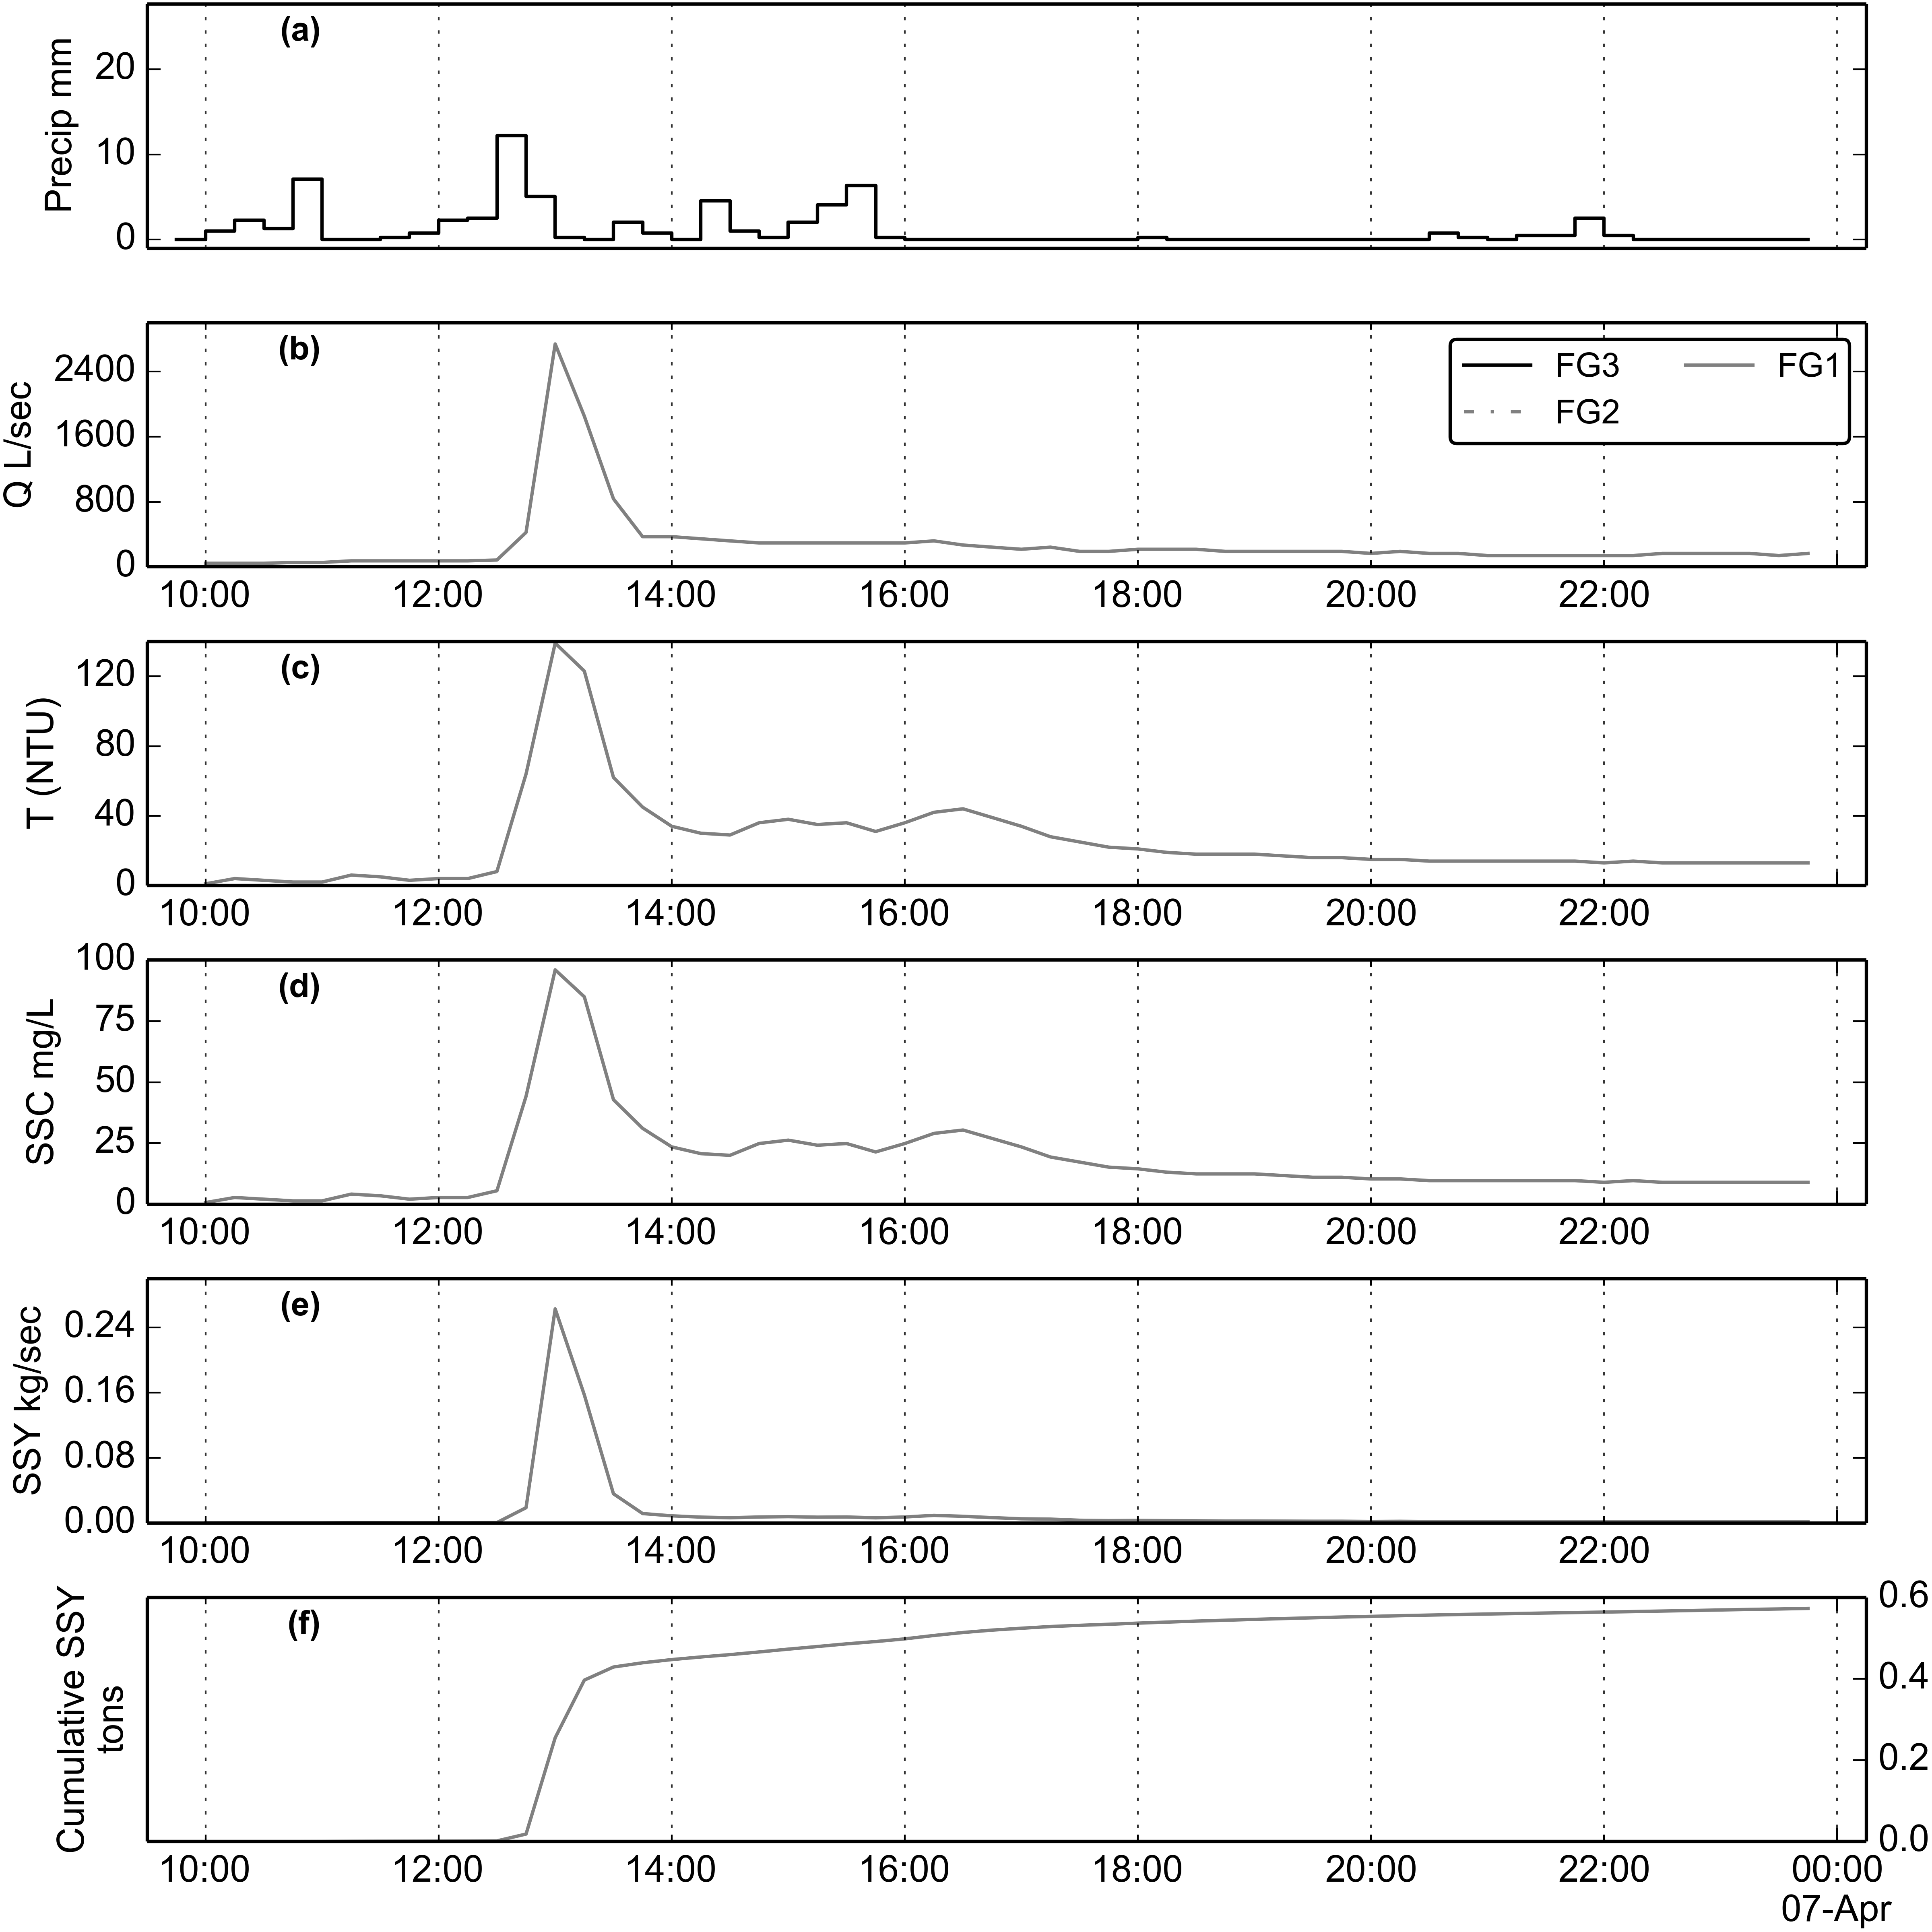 (a)
Precip mm
20
10
0
(b)
Q L/sec
2400
1600
800
0
FG3 FG1
FG2
10:00 12:00 14:00 16:00 18:00 20:00 22:00
(c)
T (NTU)
120
80
40
0
10:00 12:00 14:00 16:00 18:00 20:00 22:00
(d)
SSC mg/L
100
75
50
25
0
10:00 12:00 14:00 16:00 18:00 20:00 22:00
(e)
SSY kg/sec
0.24
0.16
0.08
0.00
10:00 12:00 14:00 16:00 18:00 20:00 22:00
(f)
Cumulative SSY
tons
0.6
0.4
0.2
0.0
10:00 12:00 14:00 16:00 18:00 20:00 22:00 00:00
07-Apr